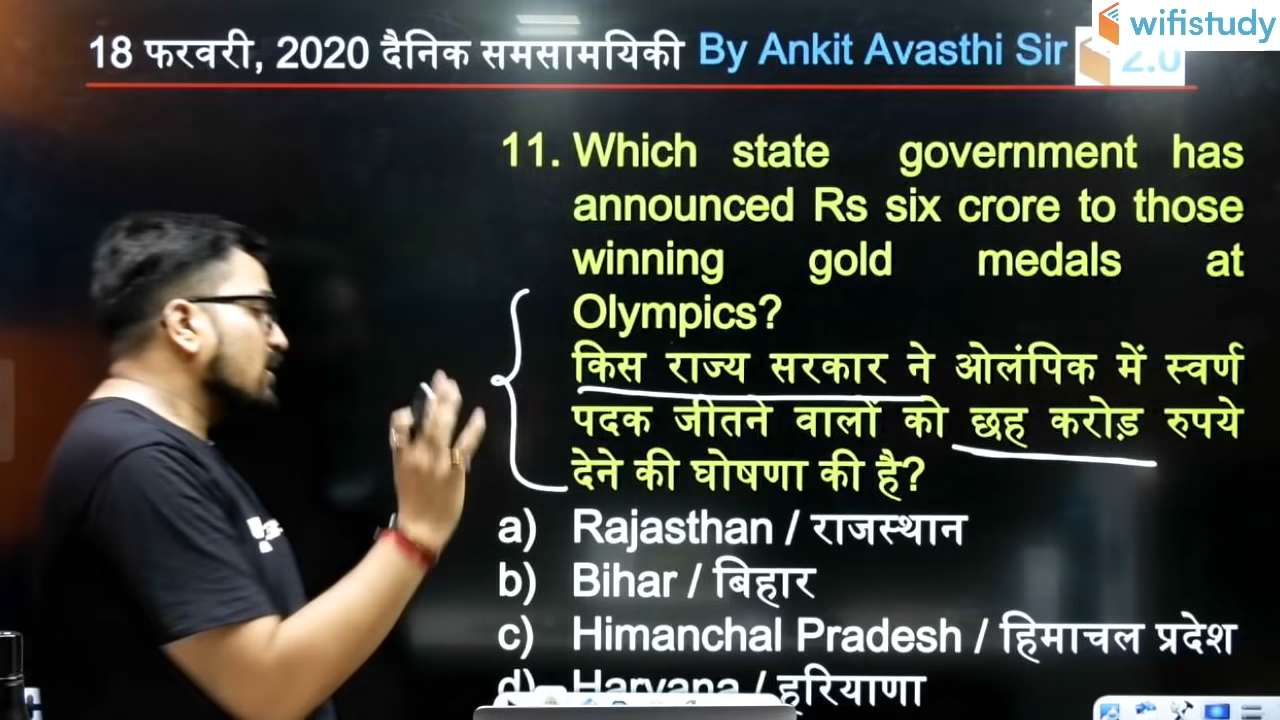 wifistudy
18 फरवरी, 2020 दैनिक समसामयिकी By Ankit Avasthi Sir 2.0
11. Which state government has
announced Rs six crore to those
winning gold medals at
Olympics?
किस राज्य सरकार ने ओलंपिक में स्वर्ण
पदक जीतने वालों को छह करोड़ रुपये
देने की घोषणा की है?
a) Rajasthan / राजस्थान
b) Bihar / बिहार
c) Himanchal Pradesh / हिमाचल प्रदेश
d) Haryana / हरियाणा